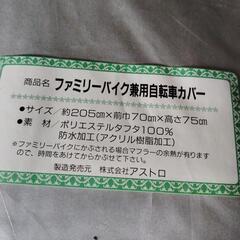 商品名 ファミリーバイク兼用自転車カバー
●サイズ/約205cm×前巾70cm×高さ75cm
●素 材/ポリエステルタフタ100%
防水加工(アクリル樹脂加工)
※ファミリーバイクにかぶされる場合マフラーの余熱が有ります
ので、時間をあけてからかぶせてください。
製造発売元 株式会社アストロ